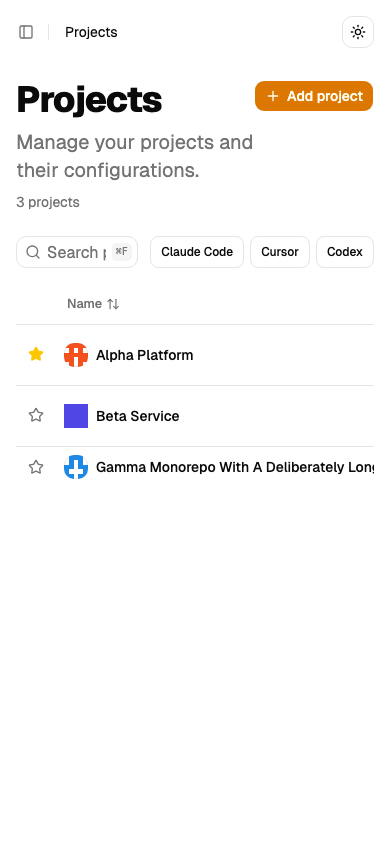 Projects
Projects
Add project
Manage your projects and
their configurations.
3 projects
Search ⌘F
Claude Code
Cursor
Codex
Name
Alpha Platform
Beta Service
Gamma Monorepo With A Deliberately Long